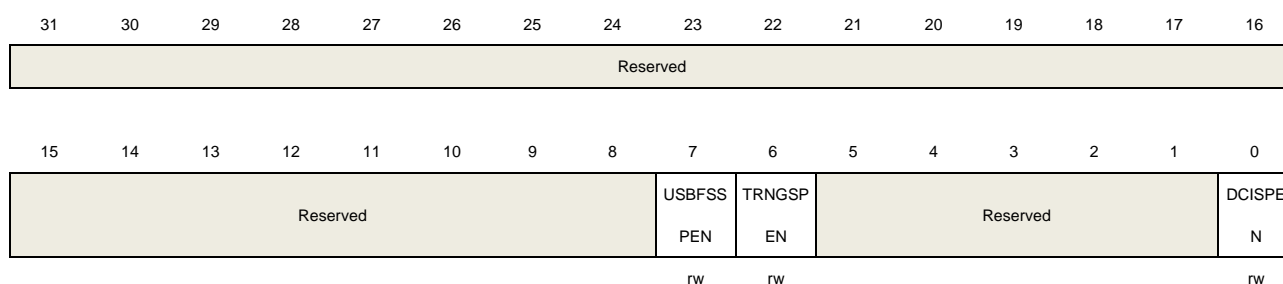 31 30 29 28 27 26 25 24 23 22 21 20 19 18 17 16
Reserved
15 14 13 12 11 10 9 8 7 6 5 4 3 2 1 0
Reserved USBFSS TRNGSP Reserved DCISPE
PEN EN N
rw rw rw